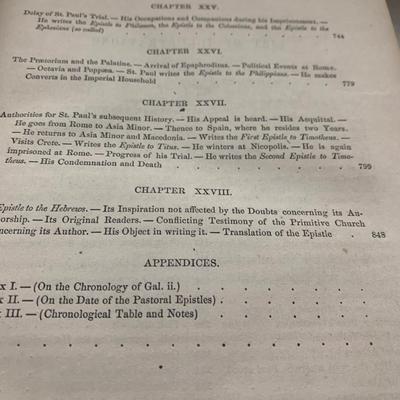 CHAPTER XXV.
Delay of St. Paul's Trial. — His Occupations and Companions during his Imprisonment. —
He writes the Epistle to Philemon, the Epistle to the Colossians, and the Epistle to the
Ephesians (so called) . . . . . . . . 744
CHAPTER XXVI.
The Prætorium and the Palatine. — Arrival of Epaphroditus. — Political Events at Rome.
— Octavia and Poppæa. — St. Paul writes the Epistle to the Philippians. — He makes
Converts in the Imperial Household . . . . . . 779
CHAPTER XXVII.
Authorities for St. Paul's subsequent History. — His Appeal is heard. — His Acquittal. —
He goes from Rome to Asia Minor. — Thence to Spain, where he resides two Years.
— He returns to Asia Minor and Macedonia. — Writes the First Epistle to Timotheus.
Visits Crete. — Writes the Epistle to Titus. — He winters at Nicopolis. — He is again
imprisoned at Rome. — Progress of his Trial. — He writes the Second Epistle to Timo-
theus. — His Condemnation and Death . . . . . . 799
CHAPTER XXVIII.
Epistle to the Hebrews. — Its Inspiration not affected by the Doubts concerning its Au-
orship. — Its Original Readers. — Conflicting Testimony of the Primitive Church
ncerning its Author. — His Object in writing it. — Translation of the Epistle . 848
APPENDICES.
x I. — (On the Chronology of Gal. ii.) . . . . .
x II. — (On the Date of the Pastoral Epistles) . . . .
x III. — (Chronological Table and Notes) . . . . .